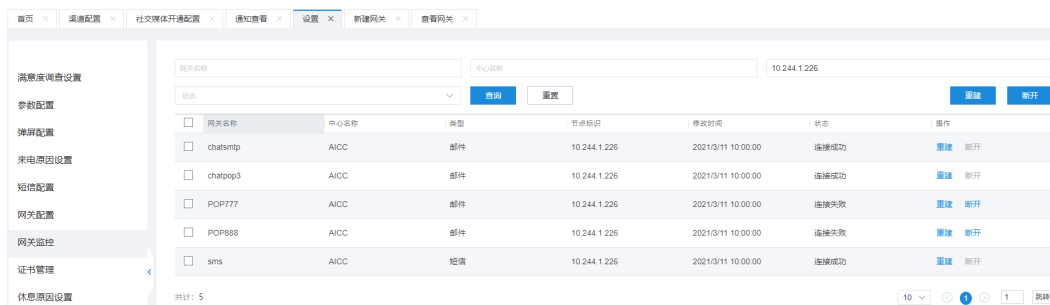 首页 × 渠道配置 × 社交媒体开通配置 × 通知查看 × 设置 × 新建网关 × 查看网关 ×
满意度调查设置
参数配置
弹屏配置
来电原因设置
短信配置
网关配置
网关监控
证书管理
休息原因设置
网关名称 中心名称 10.244.1.226
状态 查询 重置 重建 断开
网关名称 中心名称 类型 节点标识 修改时间 状态 操作
chatsmtp AICC 邮件 10.244.1.226 2021/3/11 10:00:00 连接成功 重建 断开
chatpop3 AICC 邮件 10.244.1.226 2021/3/11 10:00:00 连接成功 重建 断开
POP777 AICC 邮件 10.244.1.226 2021/3/11 10:00:00 连接失败 重建 断开
POP888 AICC 邮件 10.244.1.226 2021/3/11 10:00:00 连接失败 重建 断开
sms AICC 短信 10.244.1.226 2021/3/11 10:00:00 连接成功 重建 断开
共计：5 10 1 1 跳转